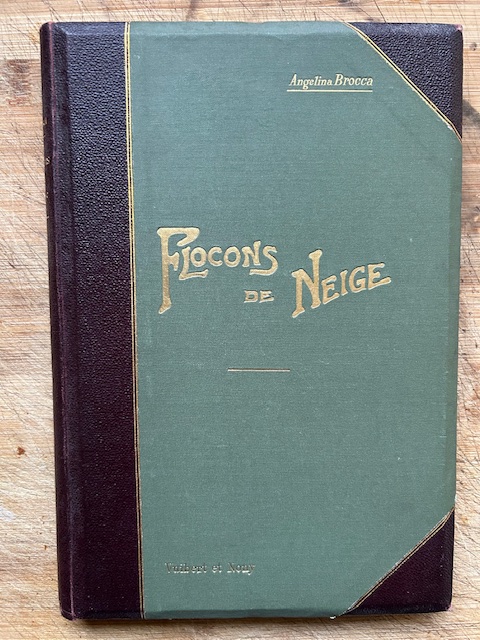 Angelina Brocca
FLOCONS
DE NEIGE
Vuibert et Nony